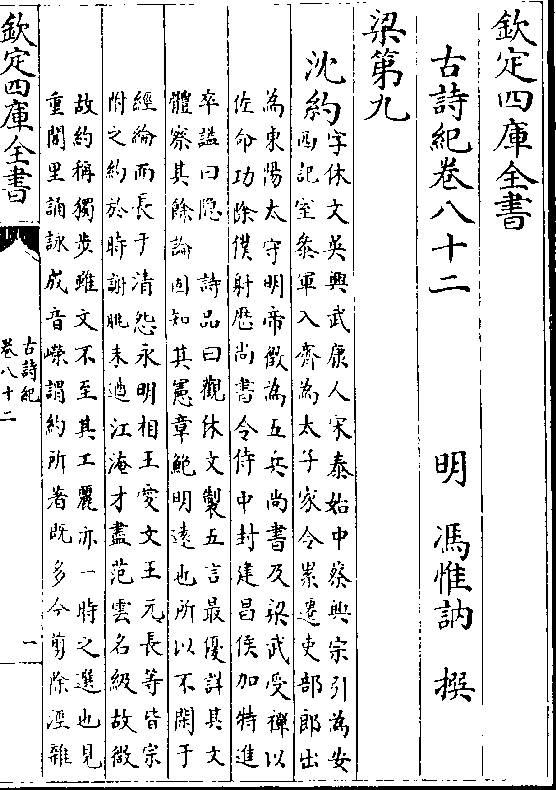 欽定四庫全書
古詩紀卷八十二 明 馮惟訥 撰
梁第九
沈約
字休文吳興武康人宋泰始中蔡興宗引為安
西記室叅軍入齊為太子家令累遷吏部郎出
為東陽太守明帝徴為五兵尚書及梁武受禪以
佐命功除僕射歴尚書令侍中封建昌侯加特進
卒諡曰隠 詩品曰觀休文製五言最優詳其文
體察其餘論固知其憲章鮑明逺也所以不閑于
經綸而長于清怨永明相王愛文王元長等皆宗
附之約於時謝朓未遒江淹才盡范雲名級故微
故約稱獨步雖文不至其工麗亦一時之選也見
重閭里誦詠成音嶸謂約所著既多今剪除淫雜
欽定四庫全書
古詩紀
卷八十二
一